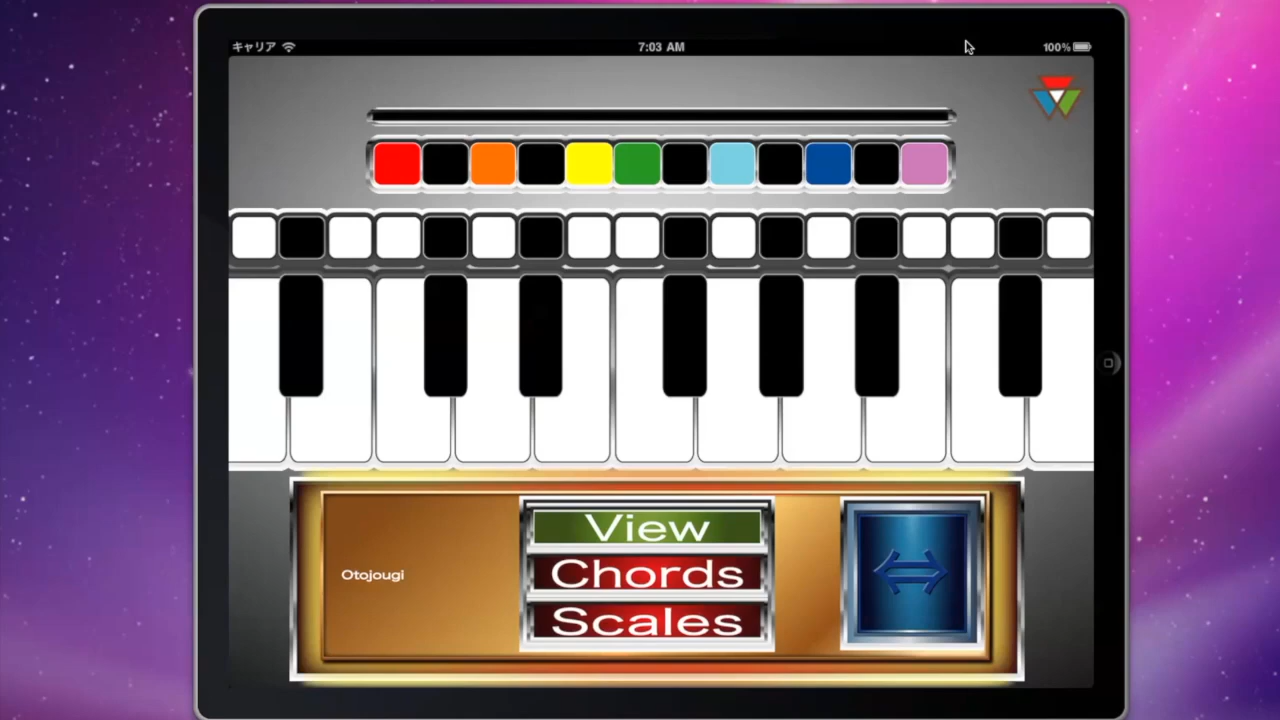 キャリア 7:03 AM 100%
View
Otojougi
Chords
Scales